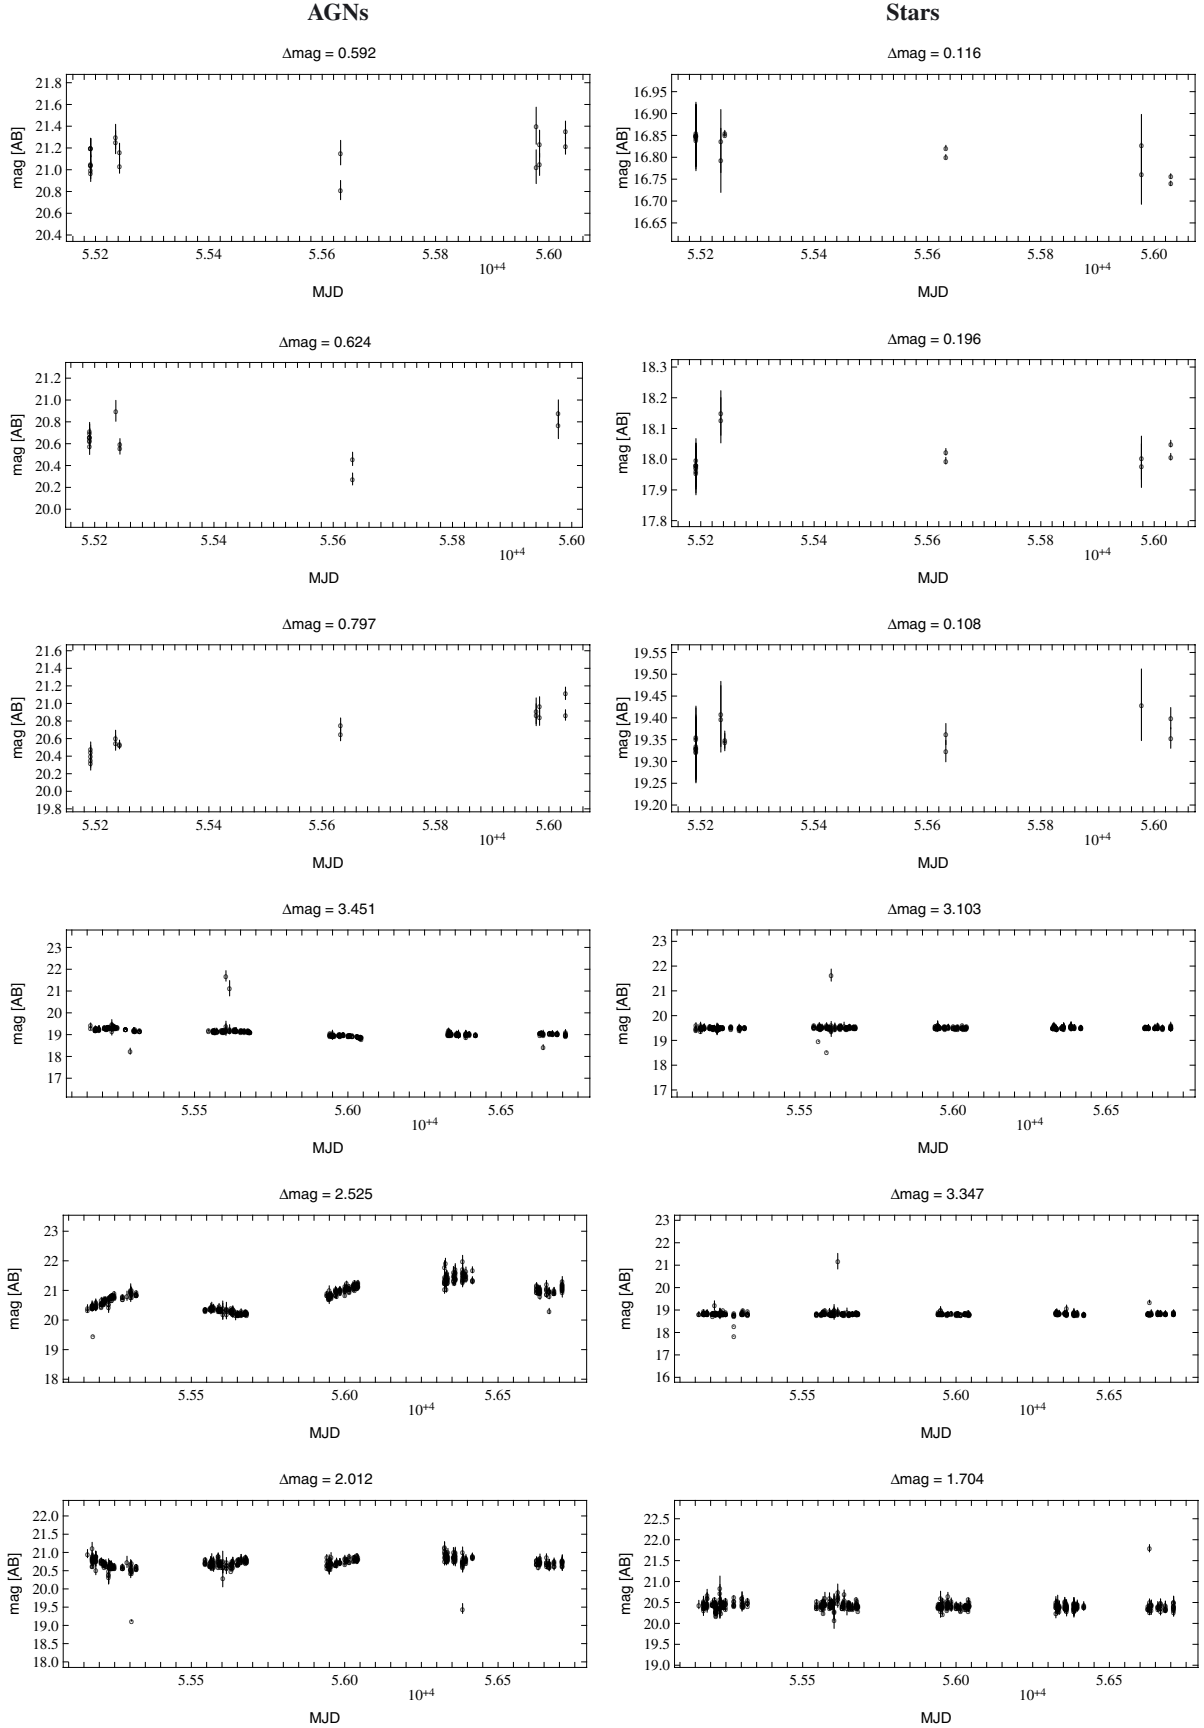 AGNs Stars
Δmag = 0.592 Δmag = 0.116
mag [AB] 21.8 21.6 21.4 21.2 21.0 20.8 20.6 20.4
mag [AB] 16.95 16.90 16.85 16.80 16.75 16.70 16.65
5.52 5.54 5.56 5.58 5.60 5.52 5.54 5.56 5.58 5.60
10+4 10+4
MJD MJD
Δmag = 0.624 Δmag = 0.196
mag [AB] 21.2 21.0 20.8 20.6 20.4 20.2 20.0
mag [AB] 18.3 18.2 18.1 18.0 17.9 17.8
5.52 5.54 5.56 5.58 5.60 5.52 5.54 5.56 5.58 5.60
10+4 10+4
MJD MJD
Δmag = 0.797 Δmag = 0.108
mag [AB] 21.6 21.4 21.2 21.0 20.8 20.6 20.4 20.2 20.0 19.8
mag [AB] 19.55 19.50 19.45 19.40 19.35 19.30 19.25 19.20
5.52 5.54 5.56 5.58 5.60 5.52 5.54 5.56 5.58 5.60
10+4 10+4
MJD MJD
Δmag = 3.451 Δmag = 3.103
mag [AB] 23 22 21 20 19 18 17
mag [AB] 23 22 21 20 19 18 17
5.55 5.60 5.65 5.55 5.60 5.65
10+4 10+4
MJD MJD
Δmag = 2.525 Δmag = 3.347
mag [AB] 23 22 21 20 19 18
mag [AB] 23 22 21 20 19 18 17 16
5.55 5.60 5.65 5.55 5.60 5.65
10+4 10+4
MJD MJD
Δmag = 2.012 Δmag = 1.704
mag [AB] 22.0 21.5 21.0 20.5 20.0 19.5 19.0 18.5 18.0
mag [AB] 22.5 22.0 21.5 21.0 20.5 20.0 19.5 19.0
5.55 5.60 5.65 5.55 5.60 5.65
10+4 10+4
MJD MJD